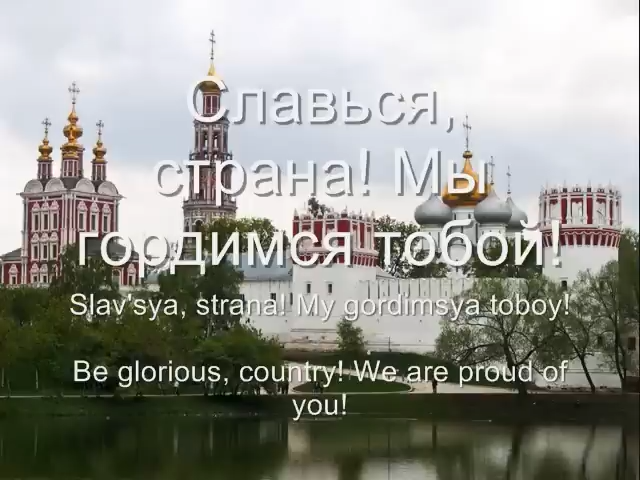 Славься,
страна! Мы
гордимся тобой!
Slav'sya, strana! My gordimsya toboy!
Be glorious, country! We are proud of
you!